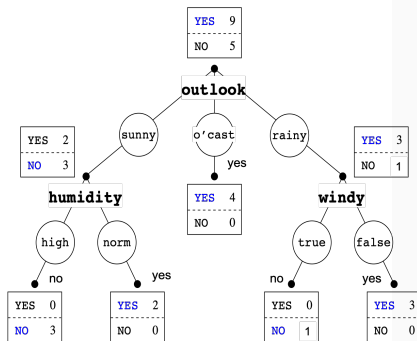 YES 9
NO 5
outlook
sunny
o'cast
rainy
yes
YES 2
NO 3
YES 3
NO 1
humidity
YES 4
NO 0
windy
high
norm
true
false
no
yes
no
yes
YES 0
NO 3
YES 2
NO 0
YES 0
NO 1
YES 3
NO 0